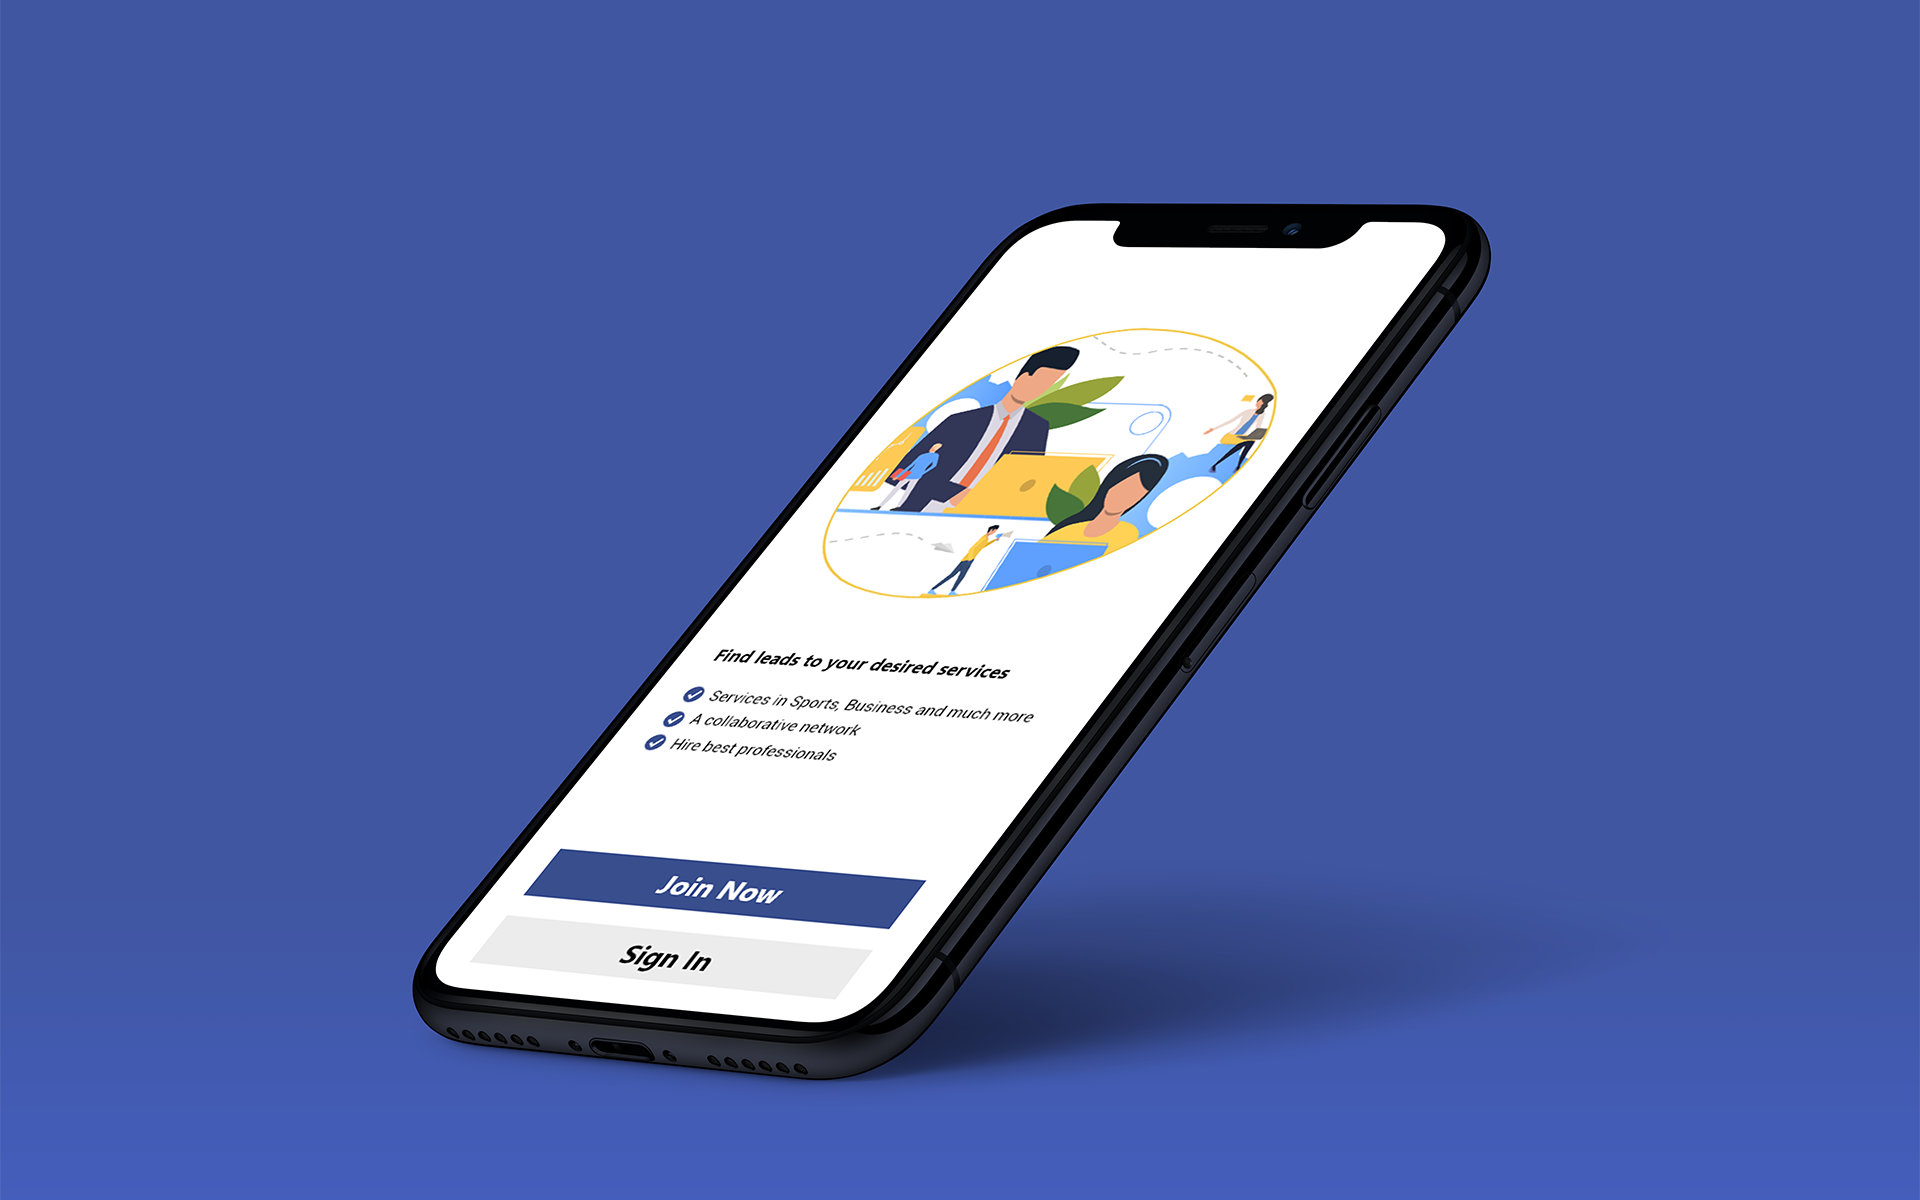 Find leads to your desired services
Services in Sports, Business and much more
A collaborative network
Hire best professionals
Join Now
Sign In